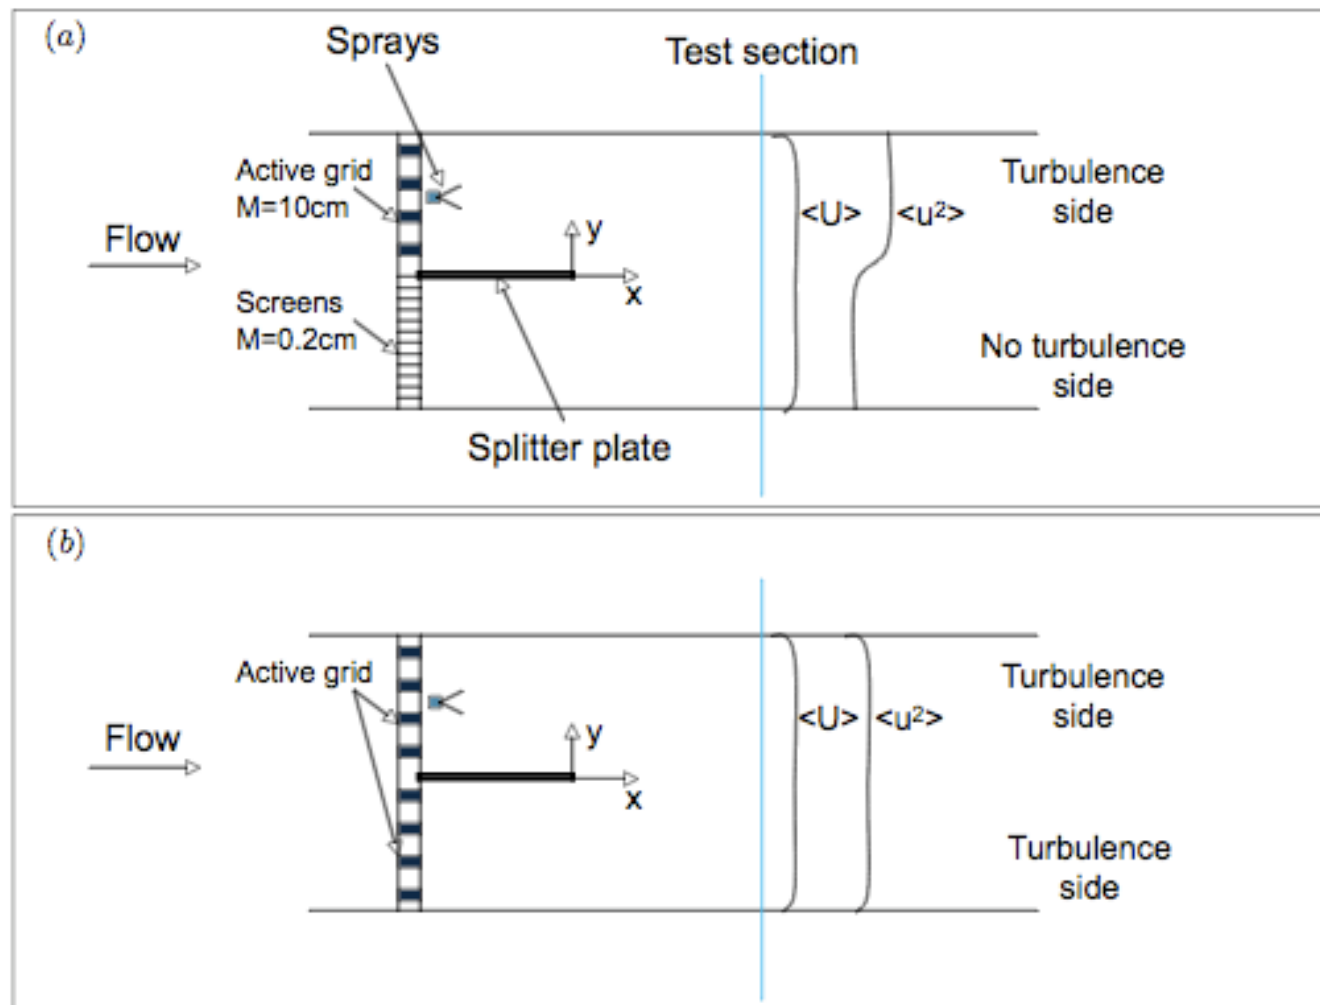 (a)
Sprays
Test section
Active grid
M=10cm
Turbulence
side
<U>
<u²>
Flow
y
x
Screens
M=0.2cm
No turbulence
side
Splitter plate
(b)
Active grid
Turbulence
side
<U>
<u²>
Flow
y
x
Turbulence
side